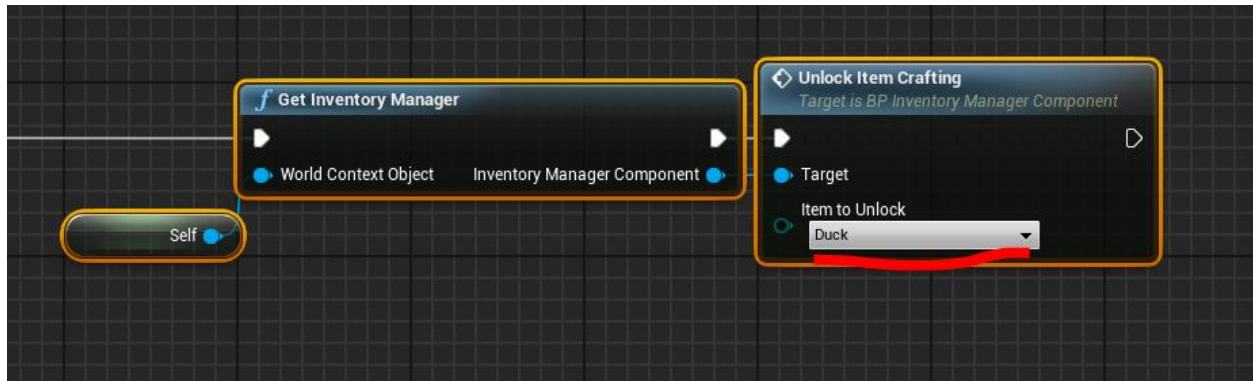 Get Inventory Manager
World Context Object
Inventory Manager Component
Self
Unlock Item Crafting
Target is BP Inventory Manager Component
Target
Item to Unlock
Duck